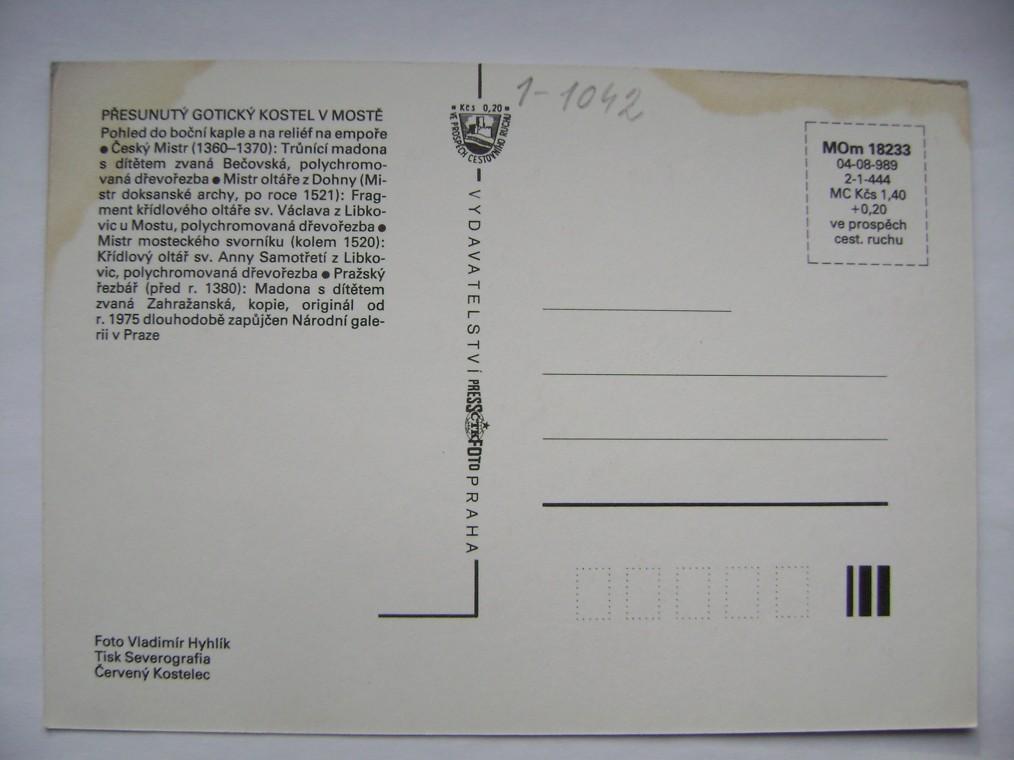 PŘESUNUTÝ GOTICKÝ KOSTEL V MOSTĚ
Pohled do boční kaple a na reliéf na empoře
● Český Mistr (1360–1370): Trůnící madona
s dítětem zvaná Bečovská, polychromo-
vaná dřevořezba ● Mistr oltáře z Dohny (Mi-
str doksanské archy, po roce 1521): Frag-
ment křídlového oltáře sv. Václava z Libko-
vic u Mostu, polychromovaná dřevořezba ●
Mistr mosteckého svorníku (kolem 1520):
Křídlový oltář sv. Anny Samotřetí z Libko-
vic, polychromovaná dřevořezba ● Pražský
řezbář (před r. 1380): Madona s dítětem
zvaná Zahražanská, kopie, originál od
r. 1975 dlouhodobě zapůjčen Národní gale-
rii v Praze
Foto Vladimír Hyhlík
Tisk Severografia
Červený Kostelec
Kčs 0,20
VE PROSPĚCH CESTOVNÍHO RUCHU
VYDAVATELSTVÍ PRESSFOTO PRAHA
ČTK
1-1042
MOm 18233
04-08-989
2-1-444
MC Kčs 1,40
+0,20
ve prospěch
cest. ruchu